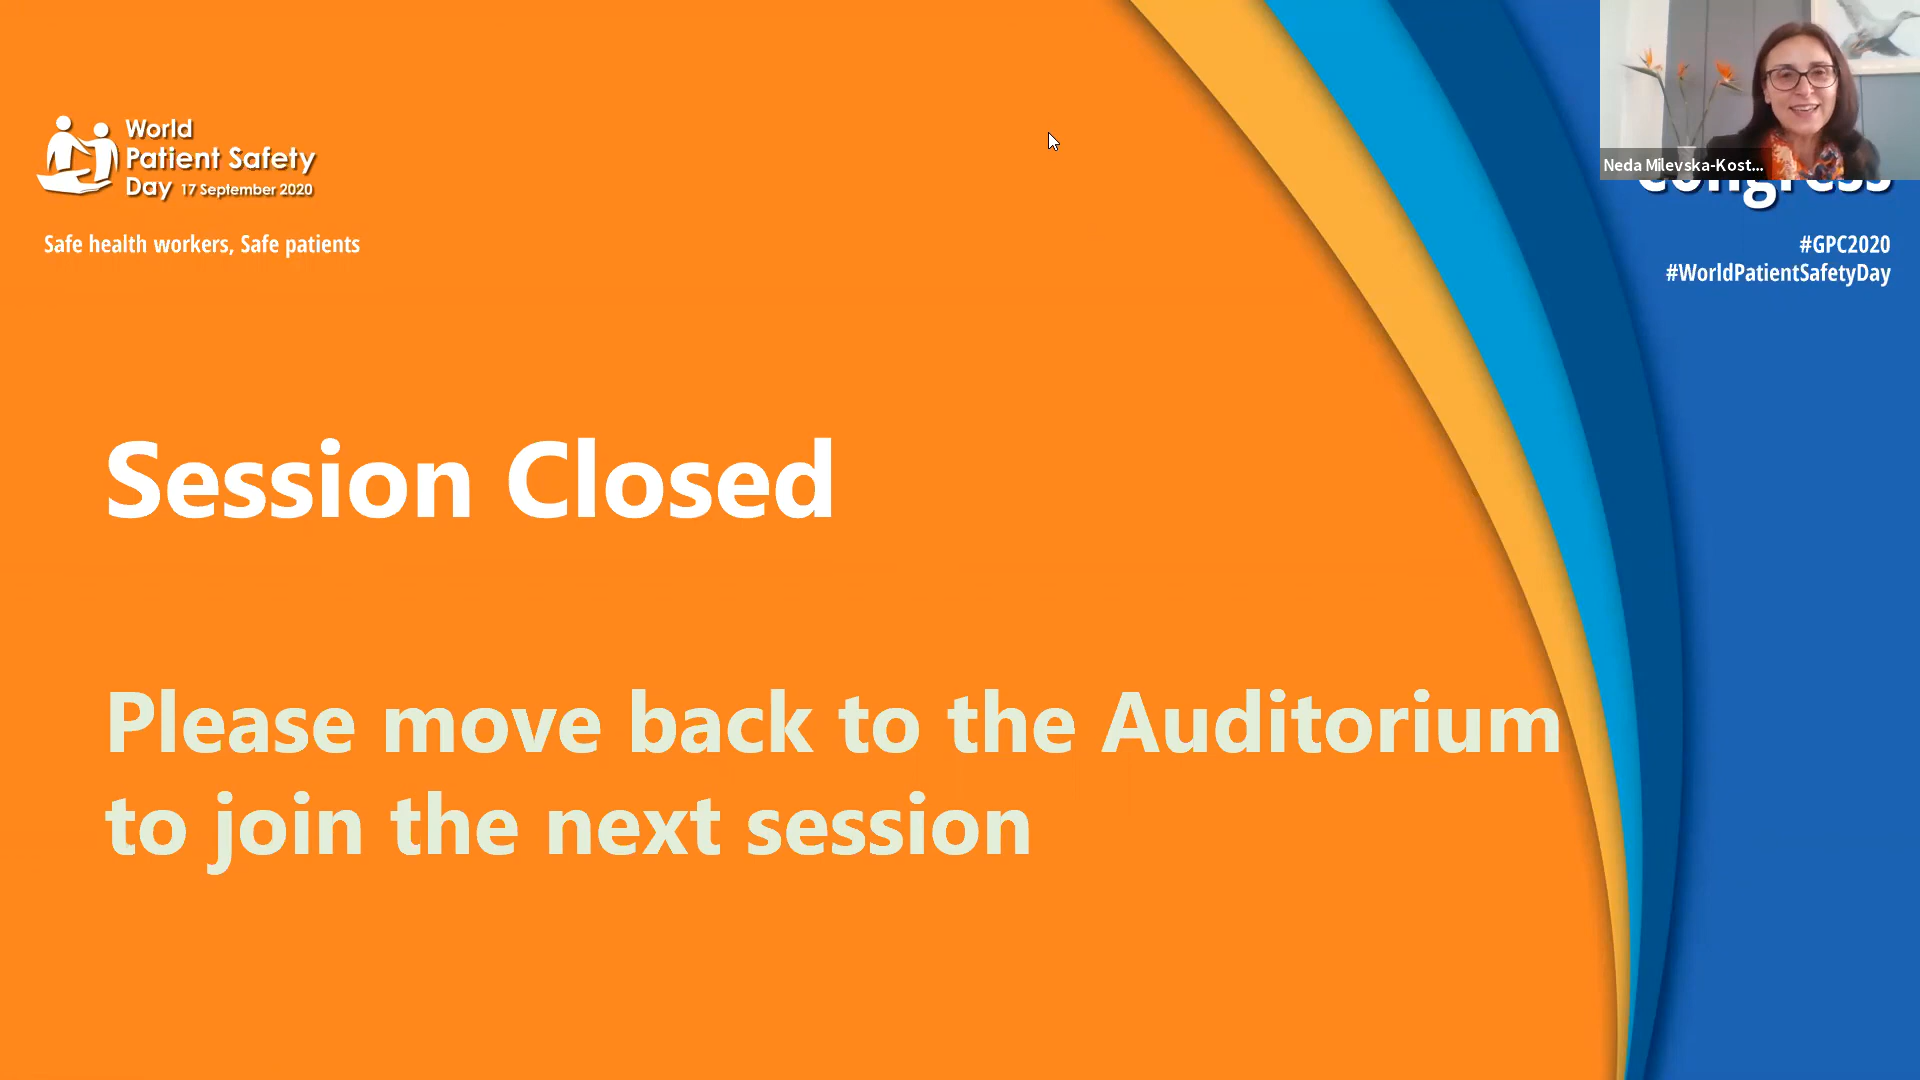 World
Patient Safety
Day 17 September 2020
Safe health workers, Safe patients
Neda Milevska-Kost...
Congress
#GPC2020
#WorldPatientSafetyDay
Session Closed
Please move back to the Auditorium
to join the next session